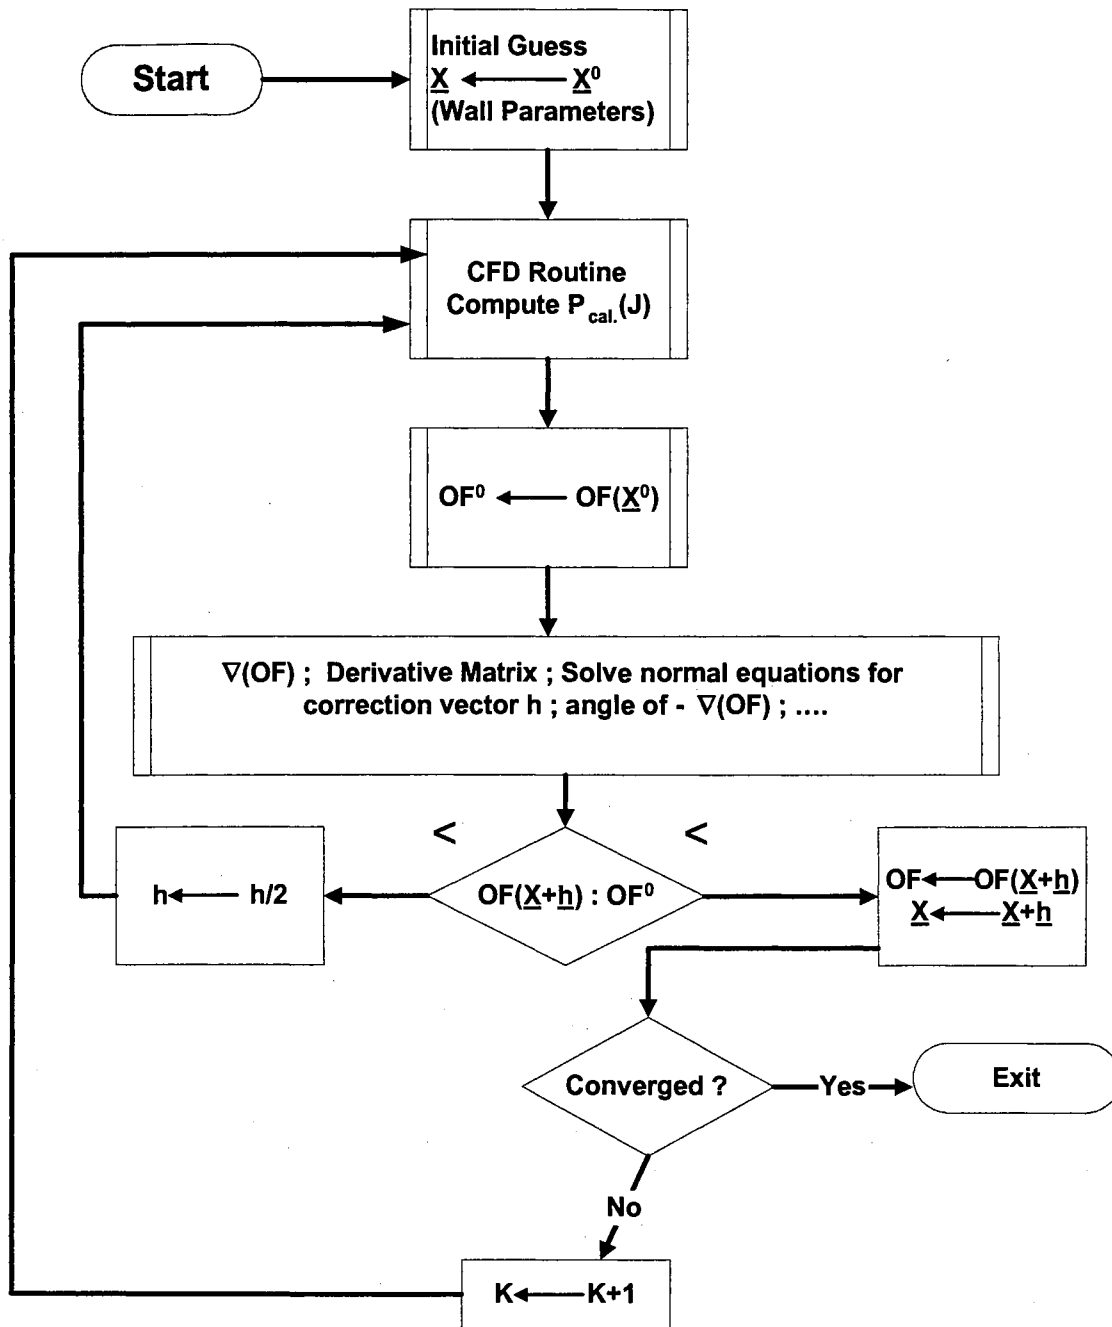 Start
Initial Guess
X ← X⁰
(Wall Parameters)
CFD Routine
Compute P cal.(J)
OF⁰ ← OF(X⁰)
∇(OF) ; Derivative Matrix ; Solve normal equations for
correction vector h ; angle of - ∇(OF) ; ....
< <
h ← h/2
OF(X+h) : OF⁰
OF ← OF(X+h)
X ← X+h
Converged ?
Yes
Exit
No
K ← K+1